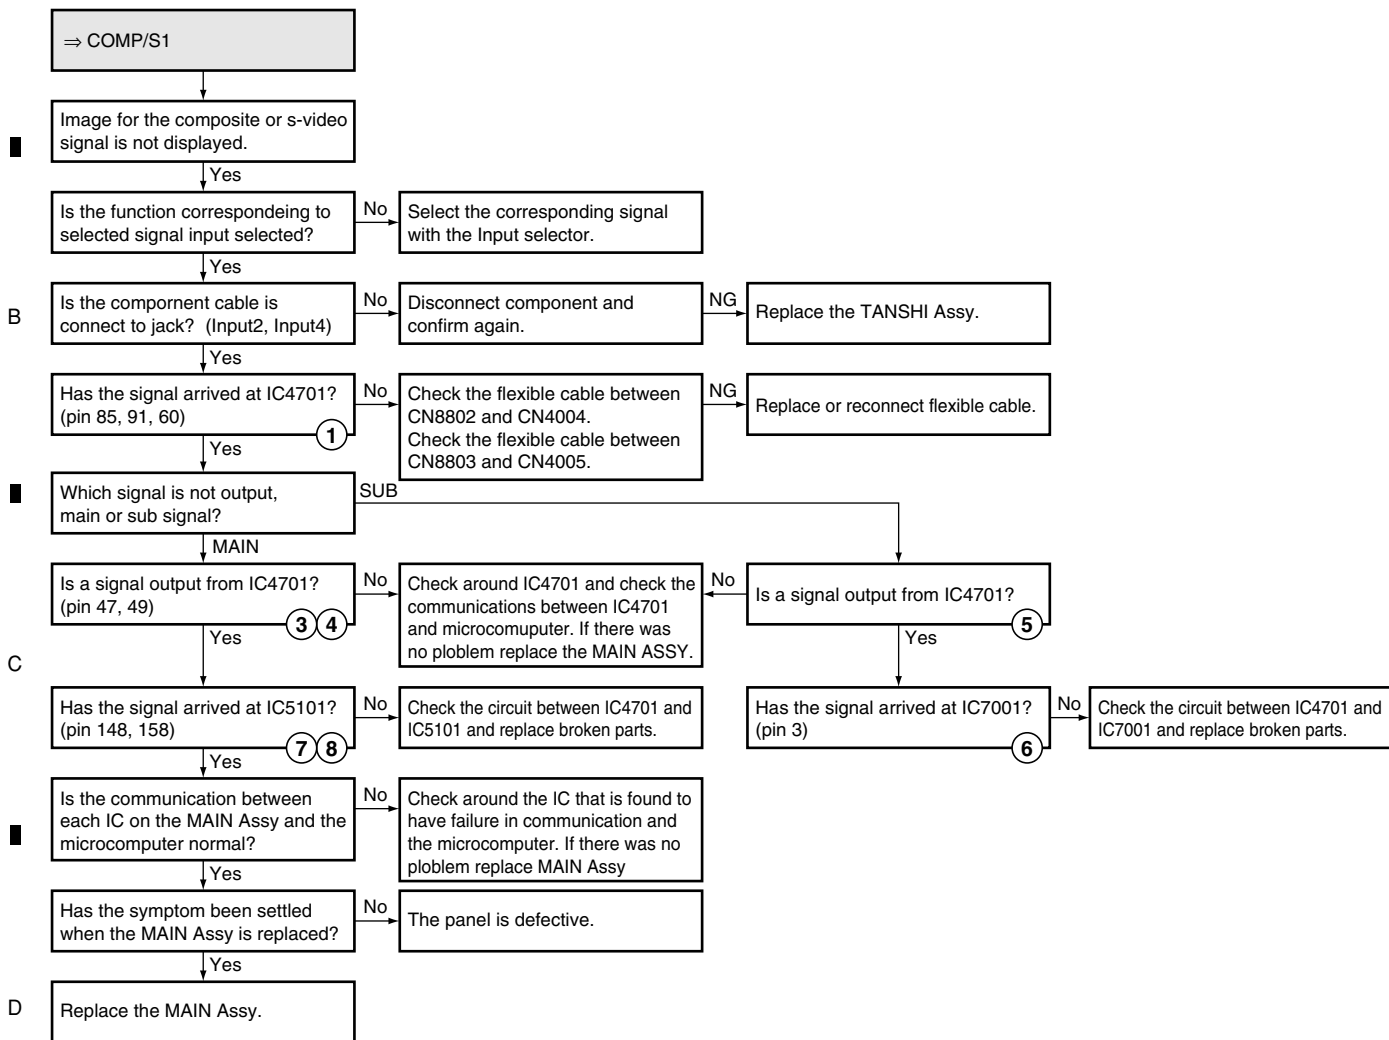 ⇒ COMP/S1
Image for the composite or s-video
signal is not displayed.
Yes
Is the function correspondeing to
selected signal input selected?
No
Select the corresponding signal
with the Input selector.
Yes
B
Is the compornent cable is
connect to jack? (Input2, Input4)
No
Disconnect component and
confirm again.
NG
Replace the TANSHI Assy.
Yes
Has the signal arrived at IC4701?
(pin 85, 91, 60)
1
No
Check the flexible cable between
CN8802 and CN4004.
Check the flexible cable between
CN8803 and CN4005.
NG
Replace or reconnect flexible cable.
Yes
Which signal is not output,
main or sub signal?
SUB
MAIN
Is a signal output from IC4701?
(pin 47, 49)
3 4
No
Check around IC4701 and check the
communications between IC4701
and microcomuputer. If there was
no ploblem replace the MAIN ASSY.
No
Is a signal output from IC4701?
5
Yes
Yes
C
Has the signal arrived at IC5101?
(pin 148, 158)
7 8
No
Check the circuit between IC4701 and
IC5101 and replace broken parts.
Has the signal arrived at IC7001?
(pin 3)
6
No
Check the circuit between IC4701 and
IC7001 and replace broken parts.
Yes
Is the communication between
each IC on the MAIN Assy and the
microcomputer normal?
No
Check around the IC that is found to
have failure in communication and
the microcomputer. If there was no
ploblem replace MAIN Assy
Yes
Has the symptom been settled
when the MAIN Assy is replaced?
No
The panel is defective.
Yes
D
Replace the MAIN Assy.